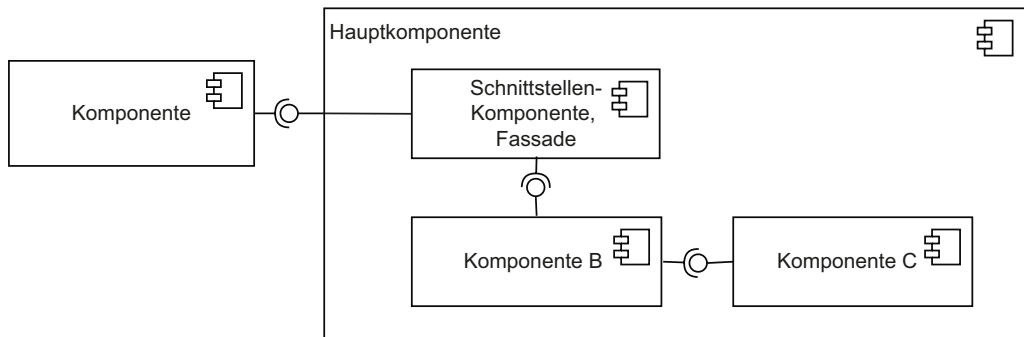 Hauptkomponente
Komponente
Schnittstellen-
Komponente,
Fassade
Komponente B
Komponente C